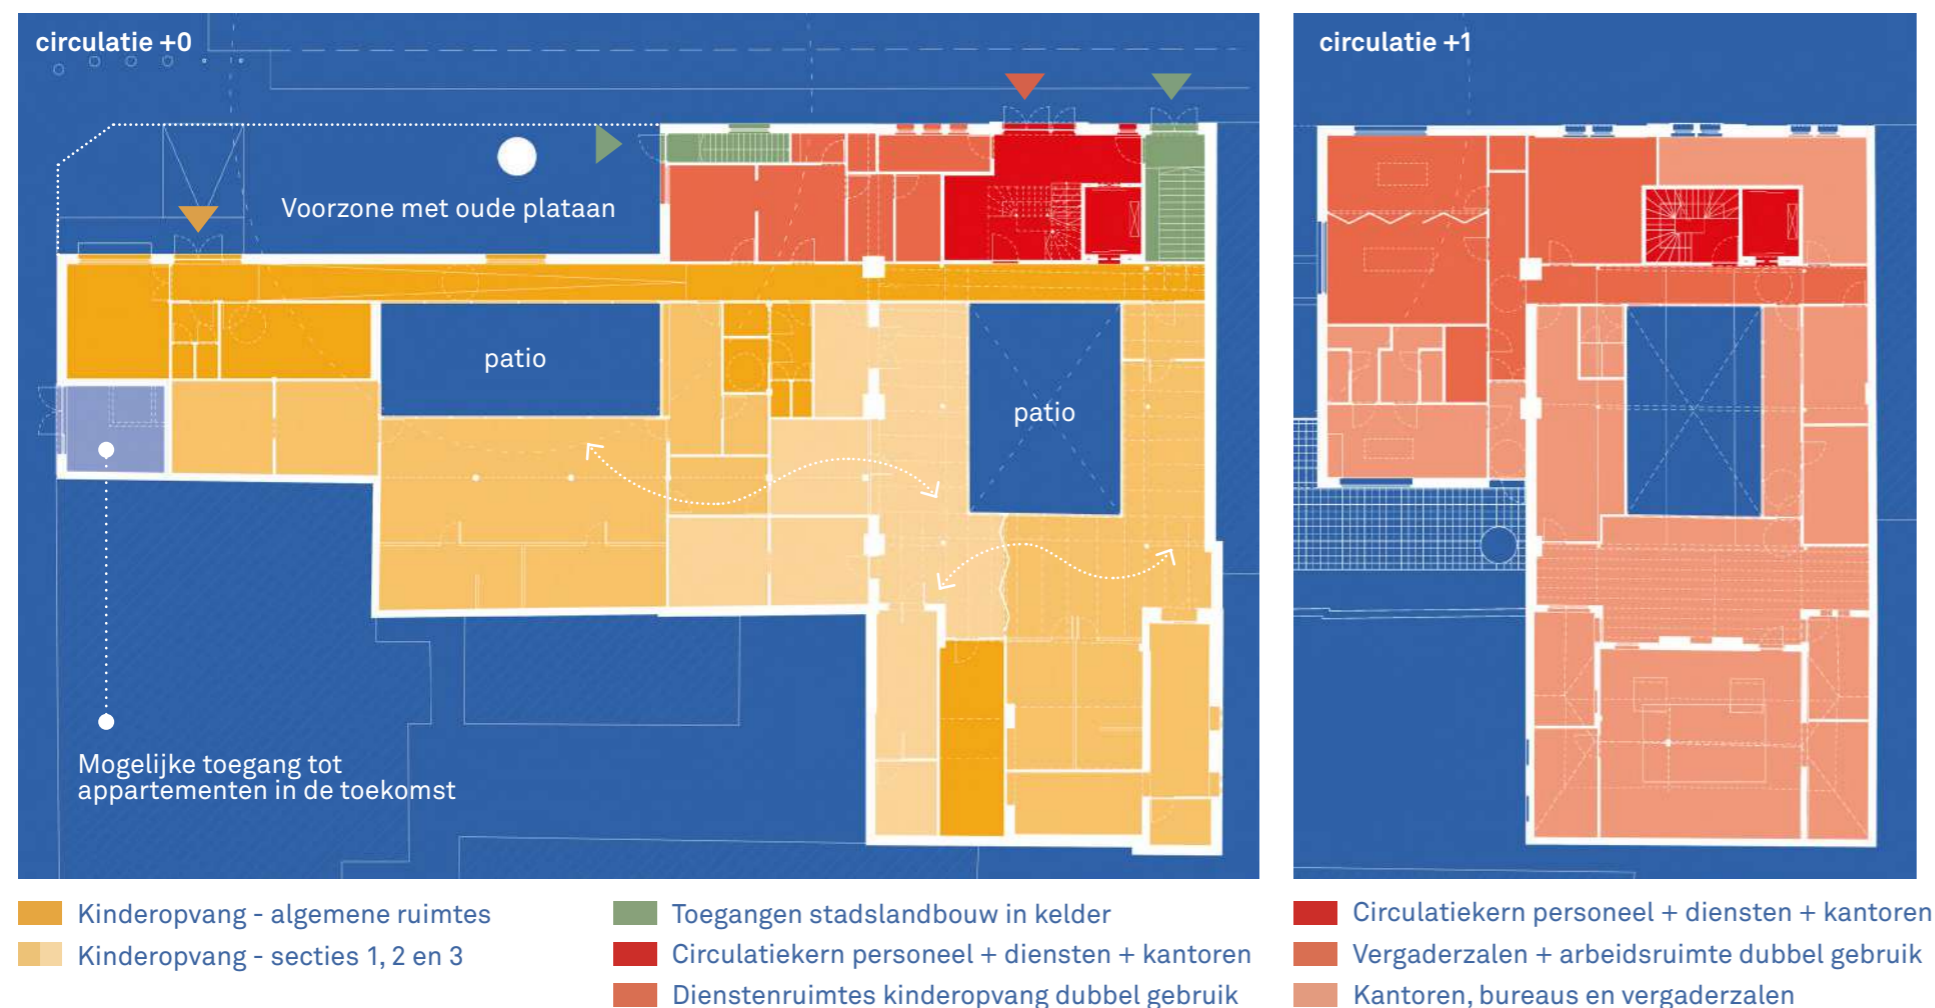 circulatie +0
Voorzone met oude plataan
patio
patio
Mogelijke toegang tot
appartementen in de toekomst
circulatie +1
Kinderopvang - algemene ruimtes
Kinderopvang - secties 1, 2 en 3
Toegangen stadslandbouw in kelder
Circulatiekern personeel + diensten + kantoren
Dienstenruimtes kinderopvang dubbel gebruik
Circulatiekern personeel + diensten + kantoren
Vergaderzalen + arbeidsruimte dubbel gebruik
Kantoren, bureaus en vergaderzalen